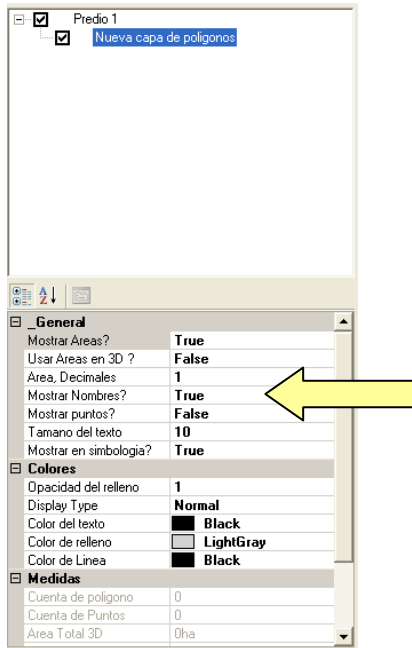 Predio 1
Nueva capa de poligonos
_General
Mostrar Areas? True
Usar Areas en 3D ? False
Area, Decimales 1
Mostrar Nombres? True
Mostrar puntos? False
Tamano del texto 10
Mostrar en simbologia? True
Colores
Opacidad del relleno 1
Display Type Normal
Color del texto Black
Color de relleno LightGray
Color de Linea Black
Medidas
Cuenta de poligono 0
Cuenta de Puntos 0
Area Total 3D 0ha